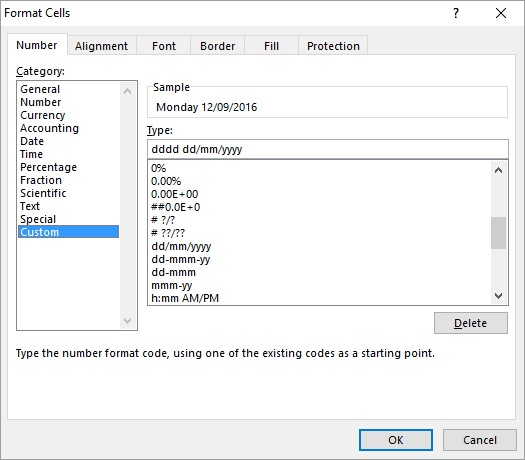 Format Cells
Number Alignment Font Border Fill Protection
Category:
General
Number
Currency
Accounting
Date
Time
Percentage
Fraction
Scientific
Text
Special
Custom
Sample
Monday 12/09/2016
Type:
dddd dd/mm/yyyy
0%
0.00%
0.00E+00
##0.0E+0
# ?/?
# ??/??
dd/mm/yyyy
dd-mmm-yy
dd-mmm
mmm-yy
h:mm AM/PM
Delete
Type the number format code, using one of the existing codes as a starting point.
OK Cancel